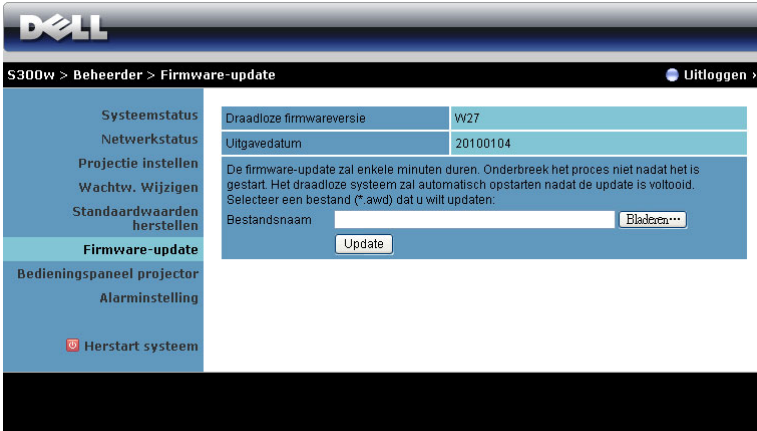 DELL
S300w > Beheerder > Firmware-update
Uitloggen ›
Systeemstatus
Netwerkstatus
Projectie instellen
Wachtw. Wijzigen
Standaardwaarden
herstellen
Firmware-update
Bedieningspaneel projector
Alarminstelling
Herstart systeem
Draadloze firmwareversie W27
Uitgavedatum 20100104
De firmware-update zal enkele minuten duren. Onderbreek het proces niet nadat het is
gestart. Het draadloze systeem zal automatisch opstarten nadat de update is voltooid.
Selecteer een bestand (*.awd) dat u wilt updaten:
Bestandsnaam Bladeren···
Update